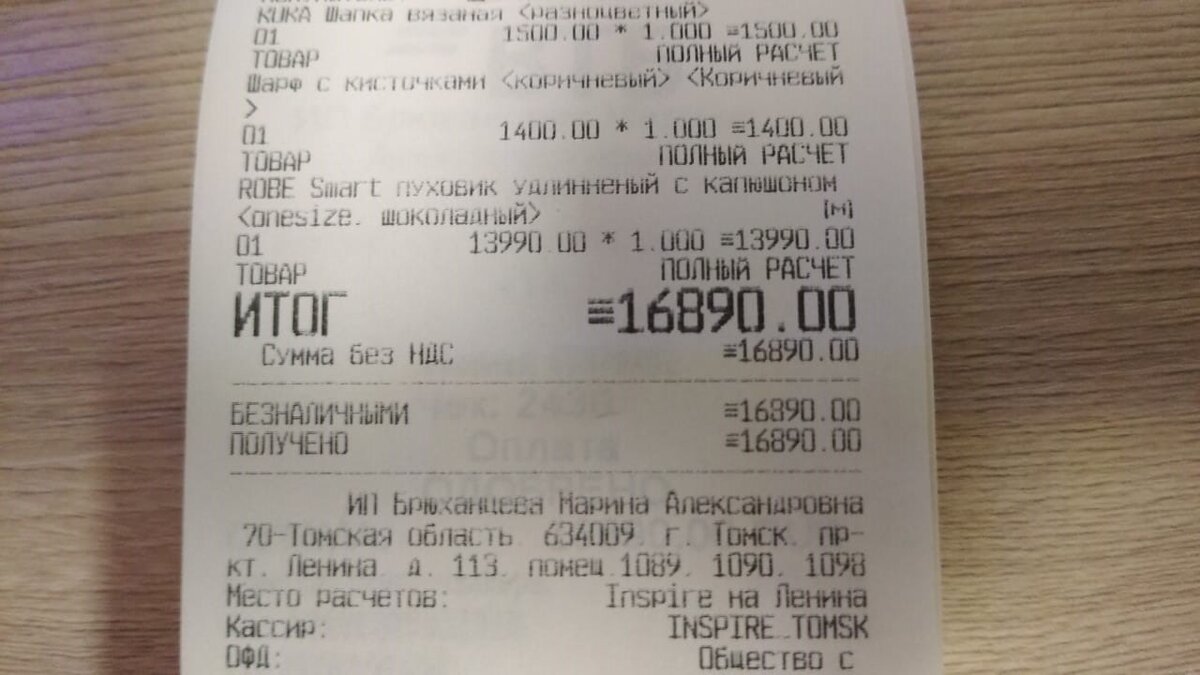 KUKA Шапка вязаная <разноцветный>
01 1500.00 * 1.000 ≡1500.00
ТОВАР ПОЛНЫЙ РАСЧЕТ
Шарф с кисточками <коричневый> <Коричневый
>
01 1400.00 * 1.000 ≡1400.00
ТОВАР ПОЛНЫЙ РАСЧЕТ
ROBE Smart пуховик удлинненый с капюшоном
<onesize. шоколадный> [М]
01 13990.00 * 1.000 ≡13990.00
ТОВАР ПОЛНЫЙ РАСЧЕТ
ИТОГ ≡16890.00
Сумма без НДС ≡16890.00
БЕЗНАЛИЧНЫМИ ≡16890.00
ПОЛУЧЕНО ≡16890.00
ИП Брюханцева Марина Александровна
70-Томская область. 634009. г. Томск. пр-
кт. Ленина. д. 113. помец.1089. 1090. 1098
Место расчетов: Inspire на Ленина
Кассир: INSPIRE.TOMSK
ОФД: Общество с